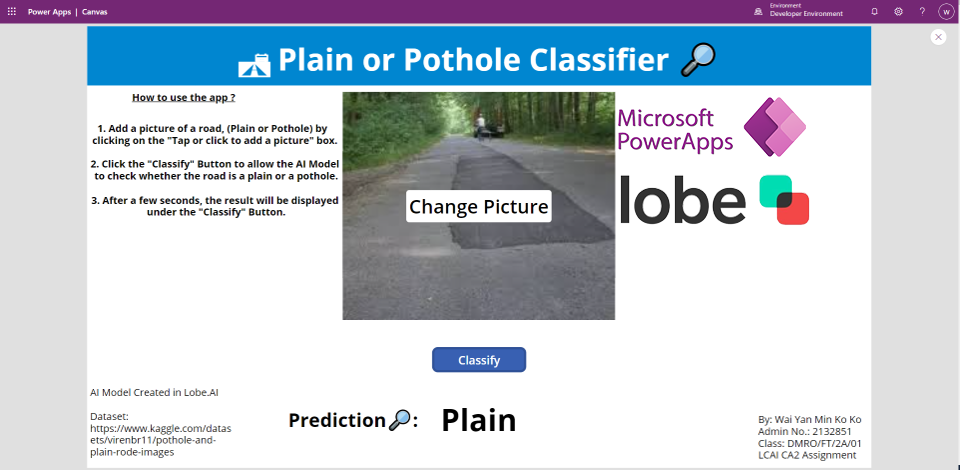 Power Apps | Canvas
Environment
Developer Environment
W
Plain or Pothole Classifier
How to use the app ?
1. Add a picture of a road, (Plain or Pothole) by
clicking on the "Tap or click to add a picture" box.
2. Click the "Classify" Button to allow the AI Model
to check whether the road is a plain or a pothole.
3. After a few seconds, the result will be displayed
under the "Classify" Button.
Change Picture
Microsoft
PowerApps
lobe
Classify
AI Model Created in Lobe.AI
Dataset:
https://www.kaggle.com/datas
ets/virenbr11/pothole-and-
plain-rode-images
Prediction :
Plain
By: Wai Yan Min Ko Ko
Admin No.: 2132851
Class: DMRO/FT/2A/01
LCAI CA2 Assignment